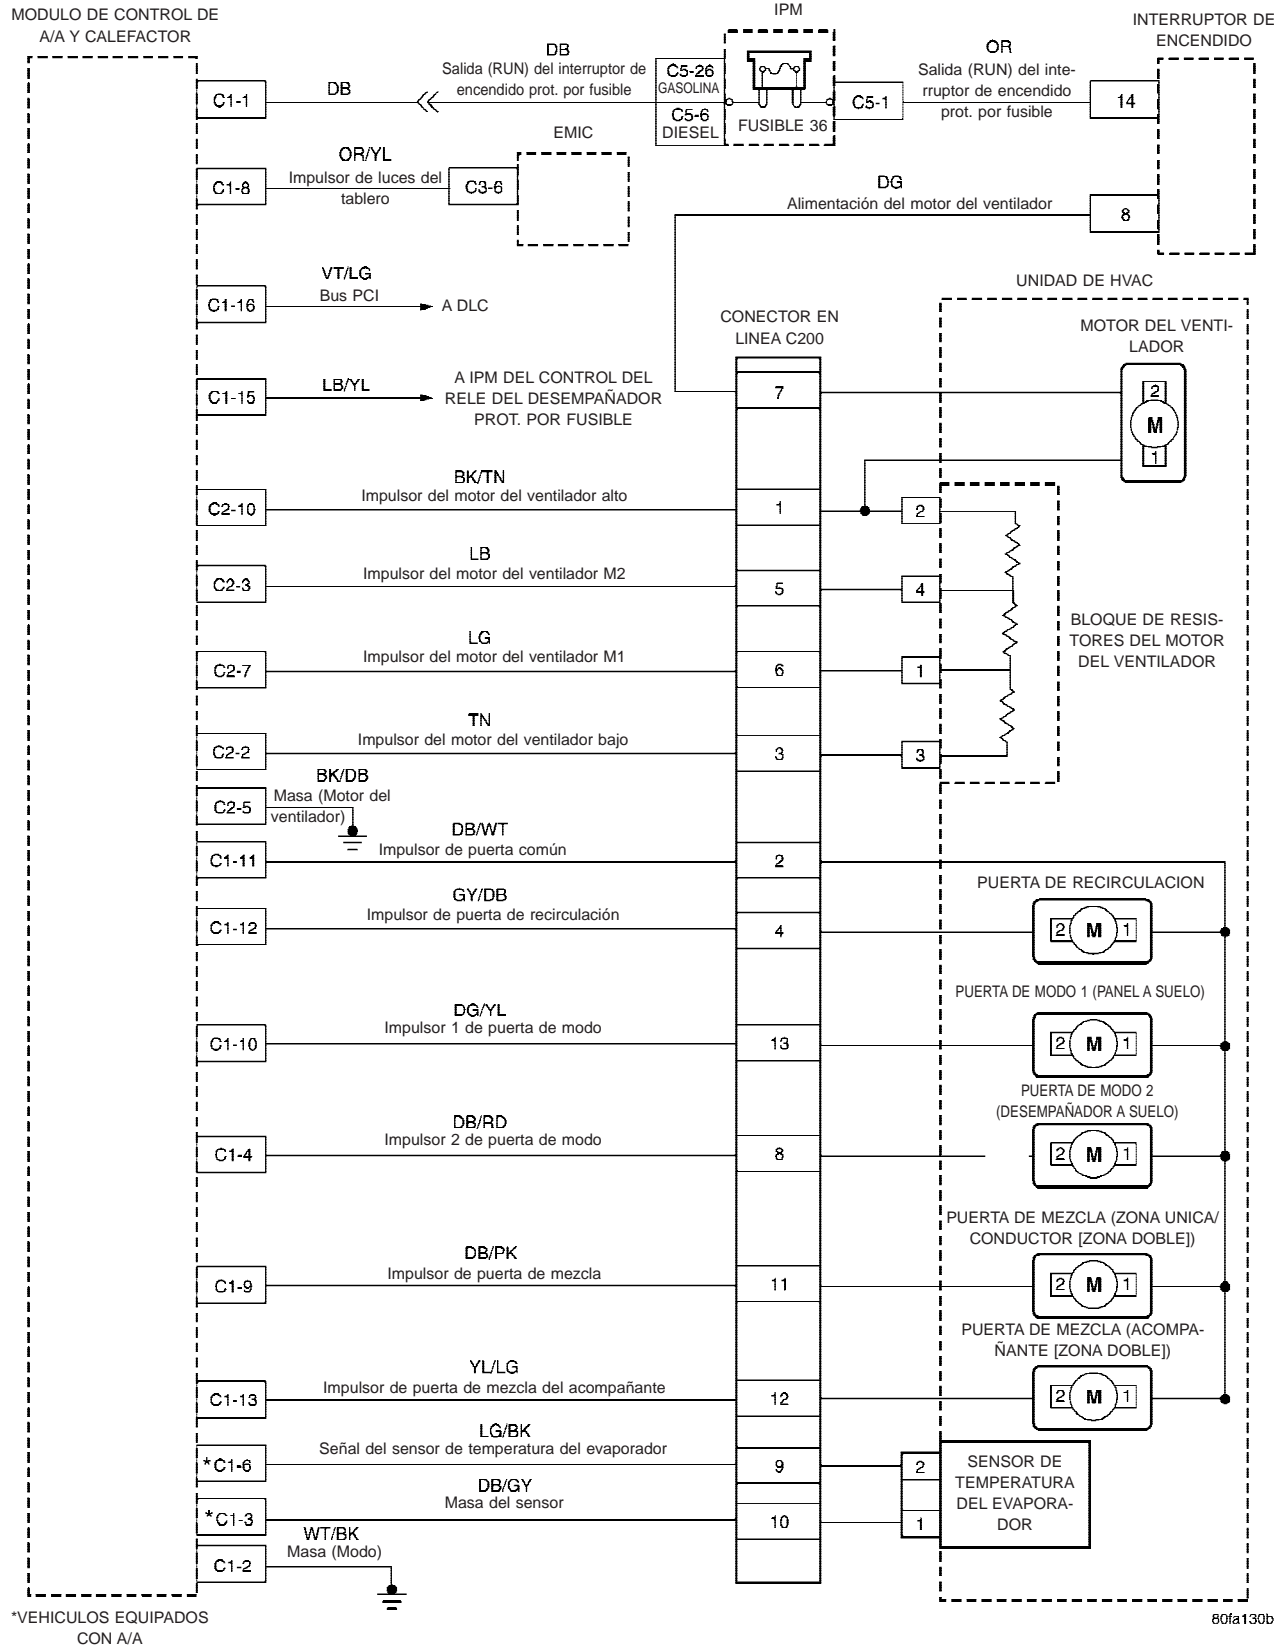 MODULO DE CONTROL DE
A/A Y CALEFACTOR
IPM
INTERRUPTOR DE
ENCENDIDO
C1-1
DB
DB
Salida (RUN) del interruptor de
encendido prot. por fusible
C5-26
GASOLINA
C5-6
DIESEL
FUSIBLE 36
C5-1
OR
Salida (RUN) del inte-
rruptor de encendido
prot. por fusible
14
C1-8
OR/YL
Impulsor de luces del
tablero
C3-6
EMIC
DG
Alimentación del motor del ventilador
8
C1-16
VT/LG
Bus PCI
A DLC
UNIDAD DE HVAC
CONECTOR EN
LINEA C200
MOTOR DEL VENTI-
LADOR
C1-15
LB/YL
A IPM DEL CONTROL DEL
RELE DEL DESEMPAÑADOR
PROT. POR FUSIBLE
7
2
M
1
C2-10
BK/TN
Impulsor del motor del ventilador alto
1
2
C2-3
LB
Impulsor del motor del ventilador M2
5
4
BLOQUE DE RESIS-
TORES DEL MOTOR
DEL VENTILADOR
C2-7
LG
Impulsor del motor del ventilador M1
6
1
C2-2
TN
Impulsor del motor del ventilador bajo
3
3
C2-5
BK/DB
Masa (Motor del
ventilador)
C1-11
DB/WT
Impulsor de puerta común
2
PUERTA DE RECIRCULACION
C1-12
GY/DB
Impulsor de puerta de recirculación
4
2 M 1
PUERTA DE MODO 1 (PANEL A SUELO)
C1-10
DG/YL
Impulsor 1 de puerta de modo
13
2 M 1
PUERTA DE MODO 2
(DESEMPAÑADOR A SUELO)
C1-4
DB/RD
Impulsor 2 de puerta de modo
8
2 M 1
PUERTA DE MEZCLA (ZONA UNICA/
CONDUCTOR [ZONA DOBLE])
C1-9
DB/PK
Impulsor de puerta de mezcla
11
2 M 1
PUERTA DE MEZCLA (ACOMPA-
ÑANTE [ZONA DOBLE])
C1-13
YL/LG
Impulsor de puerta de mezcla del acompañante
12
2 M 1
*C1-6
LG/BK
Señal del sensor de temperatura del evaporador
9
2
SENSOR DE
TEMPERATURA
DEL EVAPORA-
DOR
*C1-3
DB/GY
Masa del sensor
10
1
C1-2
WT/BK
Masa (Modo)
*VEHICULOS EQUIPADOS
CON A/A
80fa130b